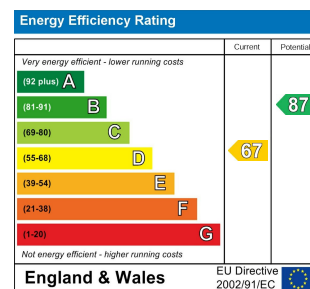 Energy Efficiency Rating
Current Potential
Very energy efficient - lower running costs
(92 plus) A
(81-91) B 87
(69-80) C
(55-68) D 67
(39-54) E
(21-38) F
(1-20) G
Not energy efficient - higher running costs
England & Wales
EU Directive
2002/91/EC